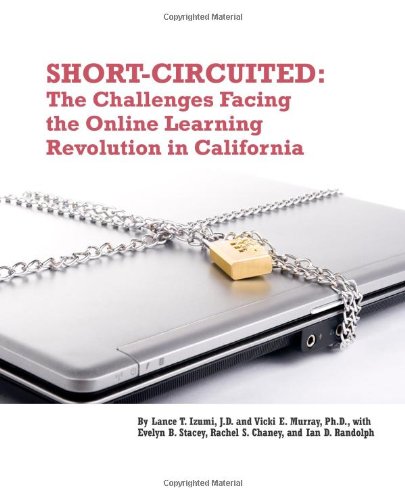 Copyrighted Material
SHORT-CIRCUITED:
The Challenges Facing
the Online Learning
Revolution in California
By Lance T. Izumi, J.D. and Vicki E. Murray, Ph.D., with
Evelyn B. Stacey, Rachel S. Chaney, and Ian D. Randolph
Copyrighted Material